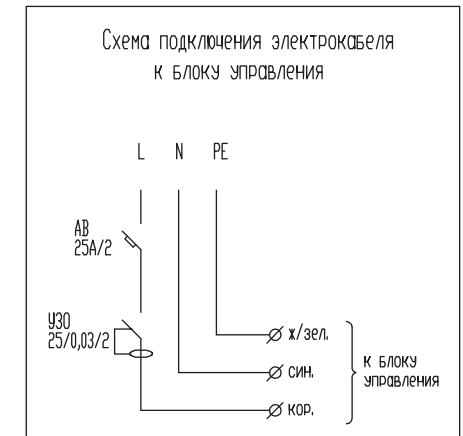 Схема подключения электрокабеля
к блоку управления
L N PE
АВ
25А/2
УЗО
25/0,03/2
ж/зел.
син.
кор.
к блоку
управления